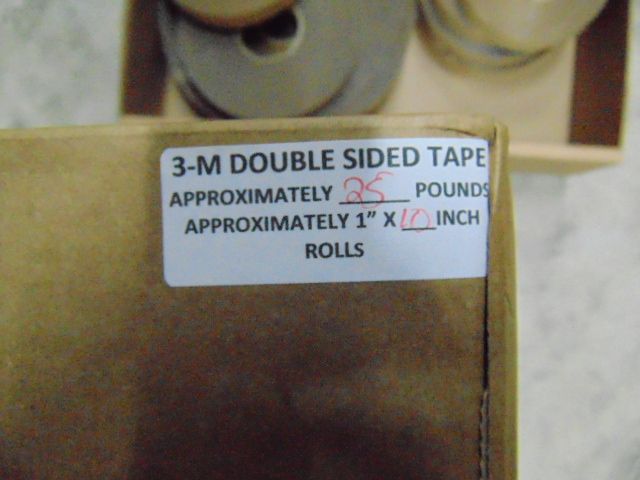 3-M DOUBLE SIDED TAPE
APPROXIMATELY 25 POUNDS
APPROXIMATELY 1" X 10 INCH
ROLLS